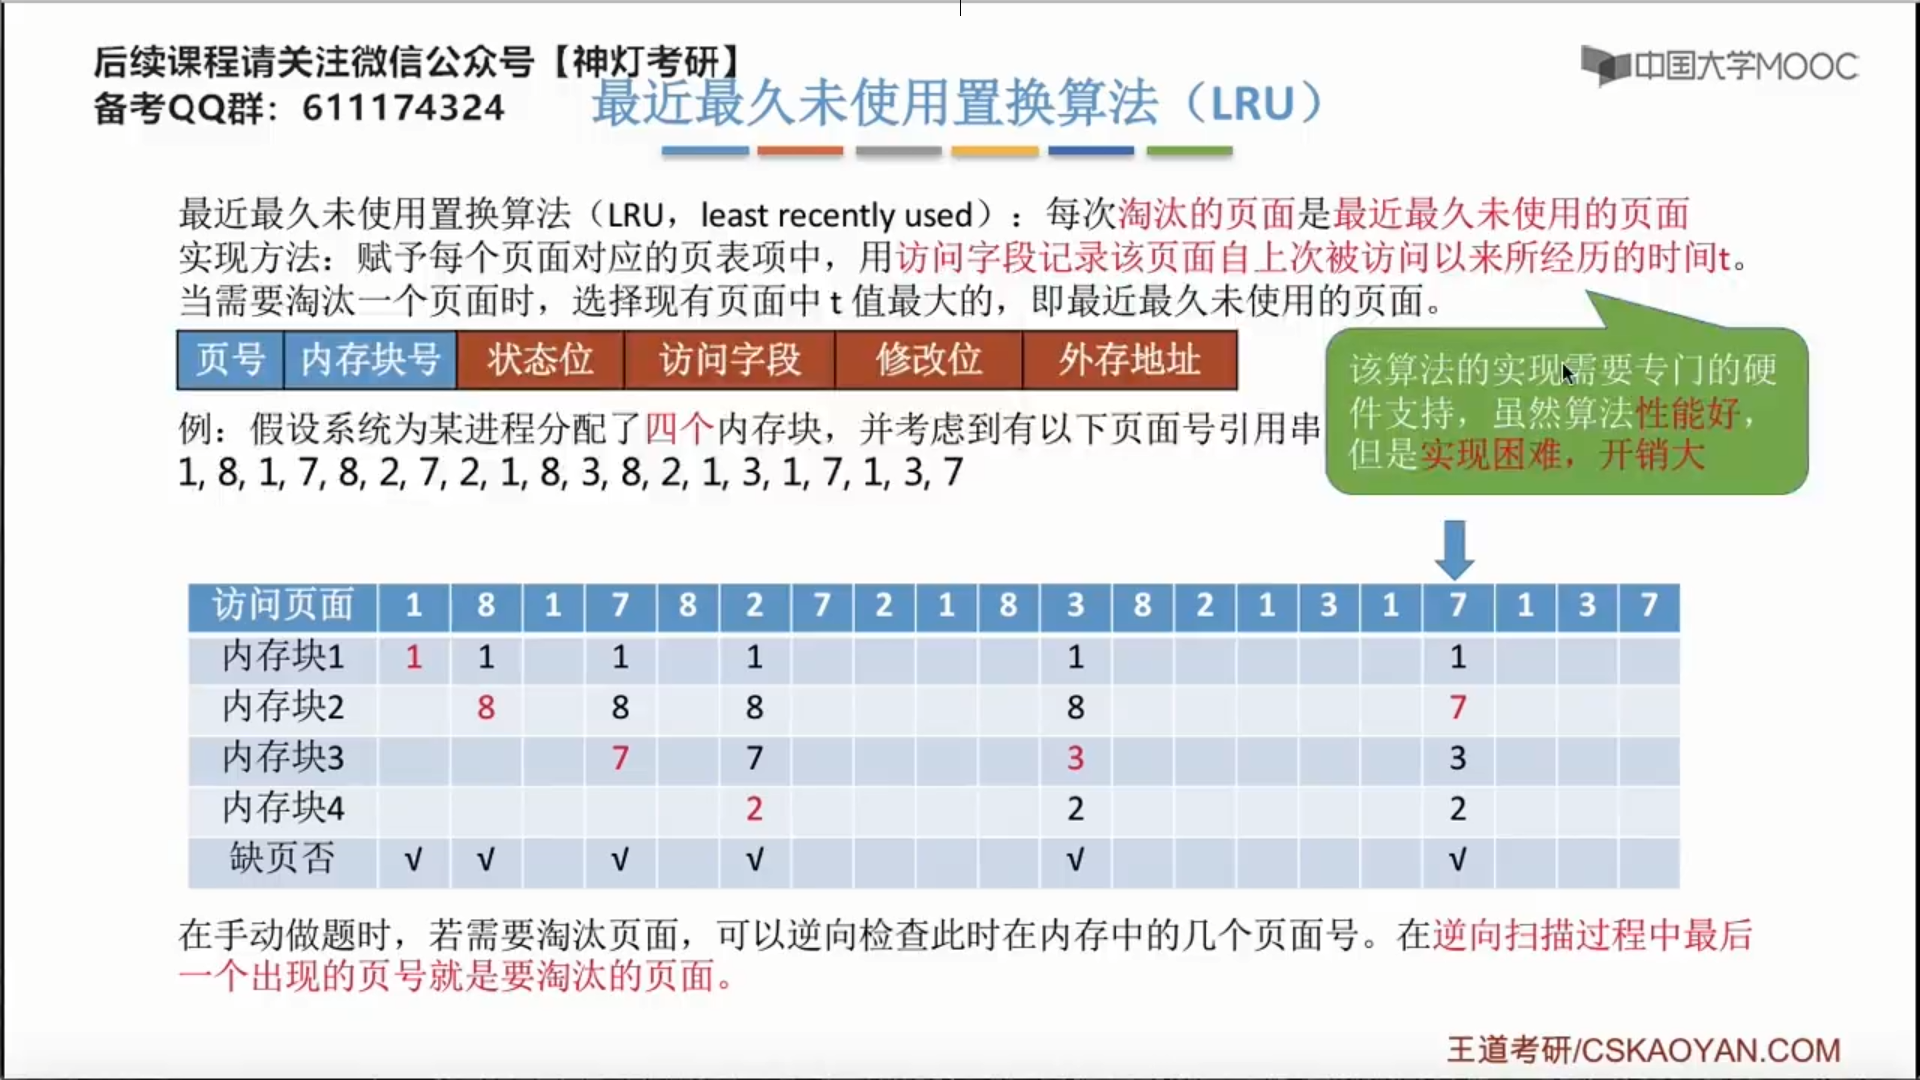 后续课程请关注微信公众号【神灯考研】
备考QQ群：611174324
中国大学MOOC
最近最久未使用置换算法（LRU）
最近最久未使用置换算法（LRU，least recently used）：每次淘汰的页面是最近最久未使用的页面
实现方法：赋予每个页面对应的页表项中，用访问字段记录该页面自上次被访问以来所经历的时间t。
当需要淘汰一个页面时，选择现有页面中 t 值最大的，即最近最久未使用的页面。
页号 内存块号 状态位 访问字段 修改位 外存地址
该算法的实现需要专门的硬
件支持，虽然算法性能好，
但是实现困难，开销大
例：假设系统为某进程分配了四个内存块，并考虑到有以下页面号引用串
1, 8, 1, 7, 8, 2, 7, 2, 1, 8, 3, 8, 2, 1, 3, 1, 7, 1, 3, 7
访问页面 1 8 1 7 8 2 7 2 1 8 3 8 2 1 3 1 7 1 3 7
内存块1 1 1 1 1 1 1
内存块2 8 8 8 8 7
内存块3 7 7 3 3
内存块4 2 2 2
缺页否 √ √ √ √ √ √
在手动做题时，若需要淘汰页面，可以逆向检查此时在内存中的几个页面号。在逆向扫描过程中最后
一个出现的页号就是要淘汰的页面。
王道考研/CSKAOYAN.COM